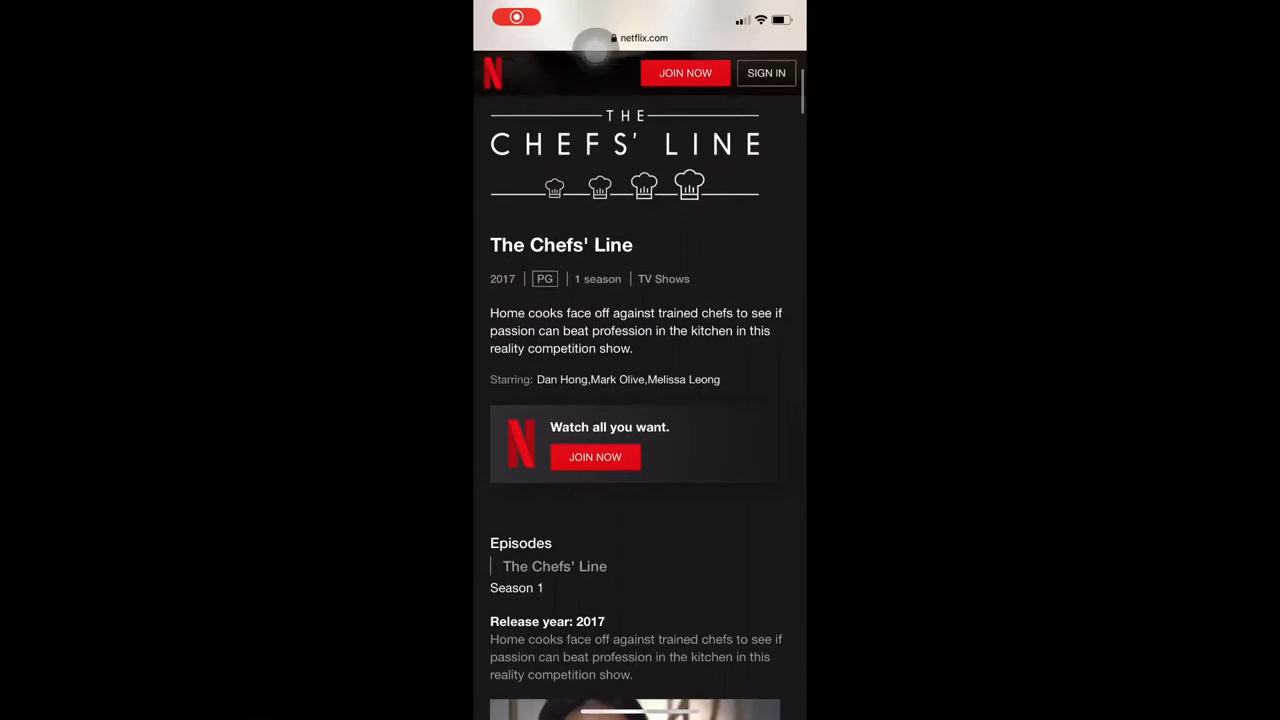 netflix.com
N
JOIN NOW
SIGN IN
THE
CHEFS' LINE
The Chefs' Line
2017 | PG | 1 season | TV Shows
Home cooks face off against trained chefs to see if
passion can beat profession in the kitchen in this
reality competition show.
Starring: Dan Hong,Mark Olive,Melissa Leong
N
Watch all you want.
JOIN NOW
Episodes
The Chefs' Line
Season 1
Release year: 2017
Home cooks face off against trained chefs to see if
passion can beat profession in the kitchen in this
reality competition show.